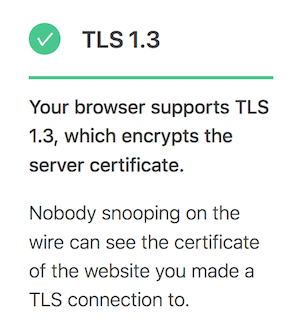 TLS 1.3
Your browser supports TLS
1.3, which encrypts the
server certificate.
Nobody snooping on the
wire can see the certificate
of the website you made a
TLS connection to.